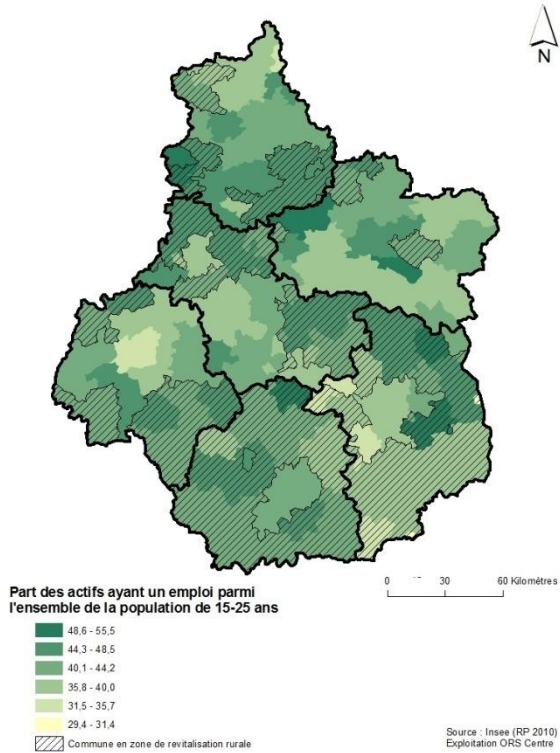 N
Part des actifs ayant un emploi parmi
l'ensemble de la population de 15-25 ans
0 30 60 Kilomètres
48,6 - 55,5
44,3 - 48,5
40,1 - 44,2
35,8 - 40,0
31,5 - 35,7
29,4 - 31,4
Commune en zone de revitalisation rurale
Source : Insee (RP 2010)
Exploitation ORS Centre